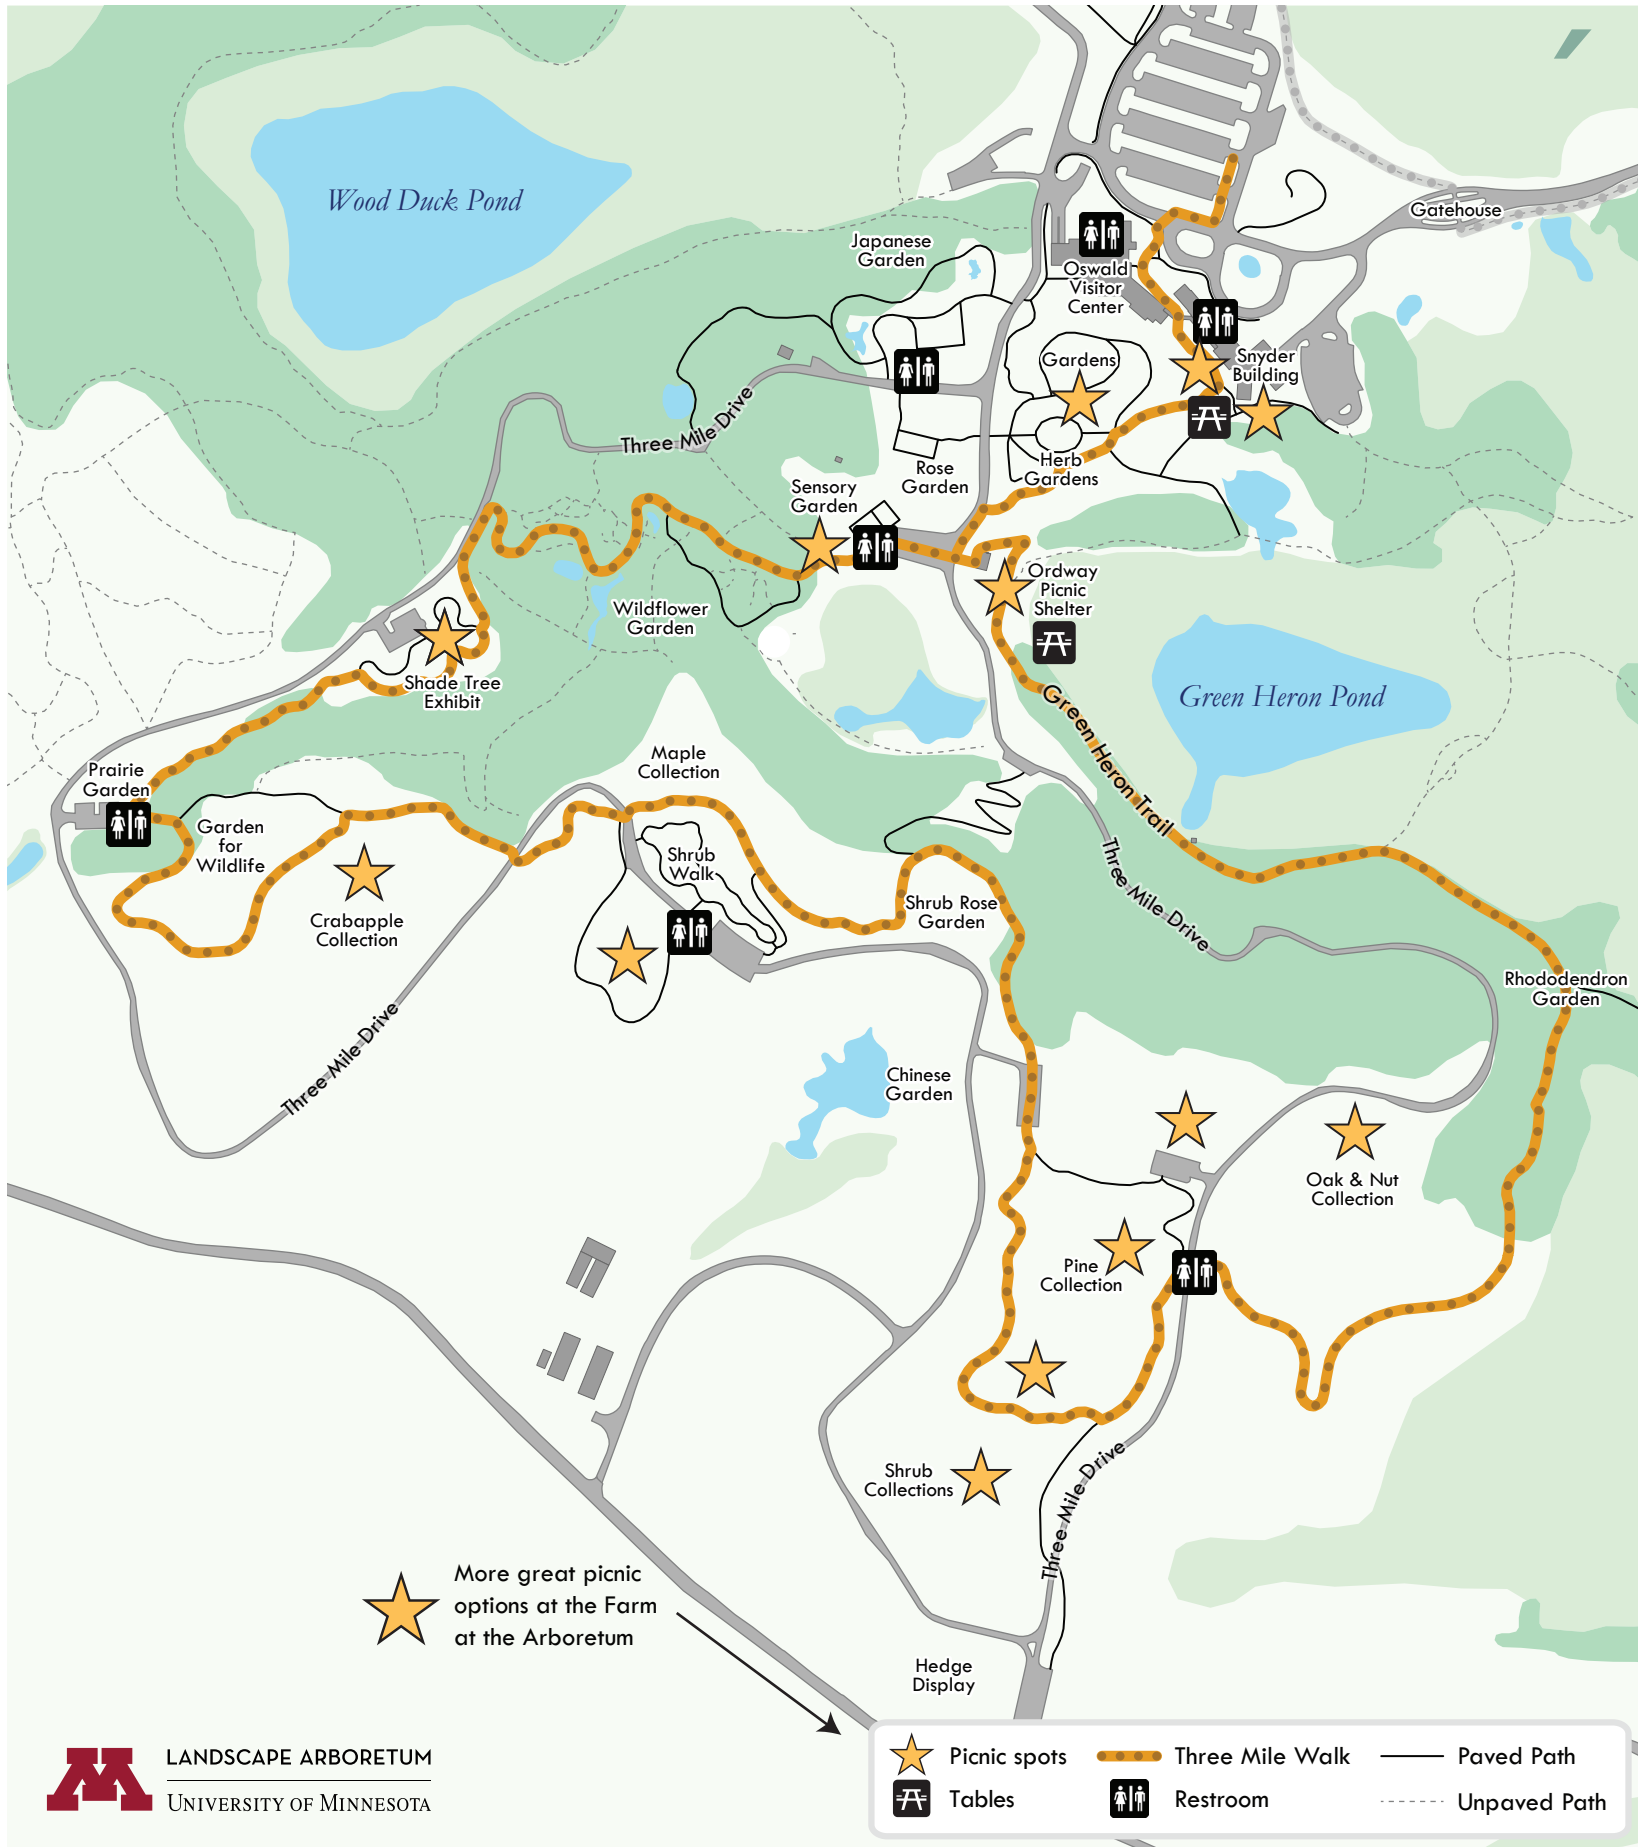 Wood Duck Pond
Gatehouse
Japanese
Garden
Oswald
Visitor
Center
Gardens
Snyder
Building
Three Mile Drive
Rose
Garden
Herb
Gardens
Sensory
Garden
Ordway
Picnic
Shelter
Wildflower
Garden
Shade Tree
Exhibit
Green Heron Pond
Green Heron Trail
Prairie
Garden
Maple
Collection
Garden
for
Wildlife
Shrub
Walk
Three Mile Drive
Crabapple
Collection
Shrub Rose
Garden
Rhododendron
Garden
Three Mile Drive
Chinese
Garden
Oak & Nut
Collection
Pine
Collection
Shrub
Collections
Three Mile Drive
More great picnic
options at the Farm
at the Arboretum
Hedge
Display
LANDSCAPE ARBORETUM
UNIVERSITY OF MINNESOTA
Picnic spots
Three Mile Walk
Paved Path
Tables
Restroom
Unpaved Path